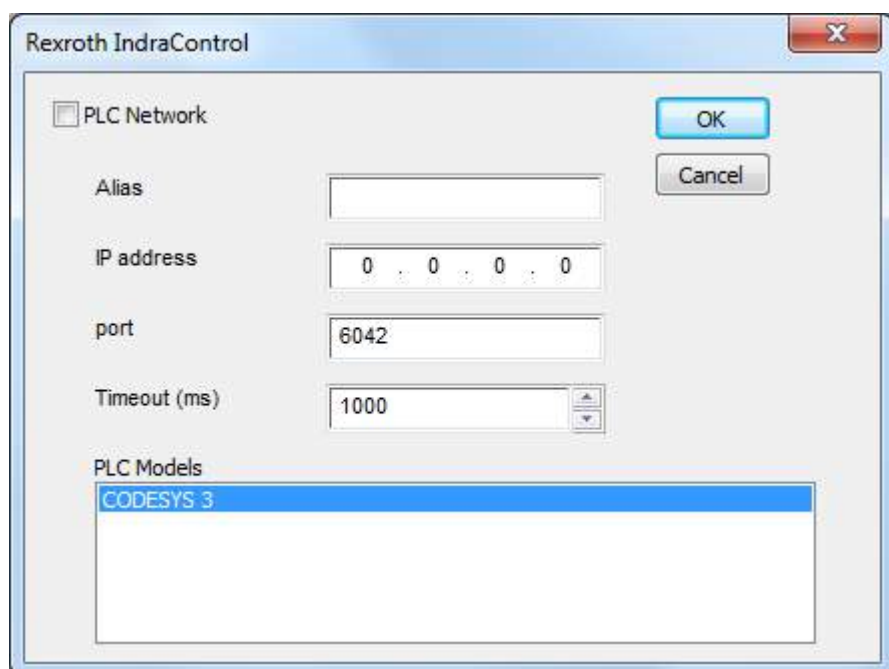 Rexroth IndraControl
PLC Network
OK
Cancel
Alias
IP address
0 . 0 . 0 . 0
port
6042
Timeout (ms)
1000
PLC Models
CODESYS 3